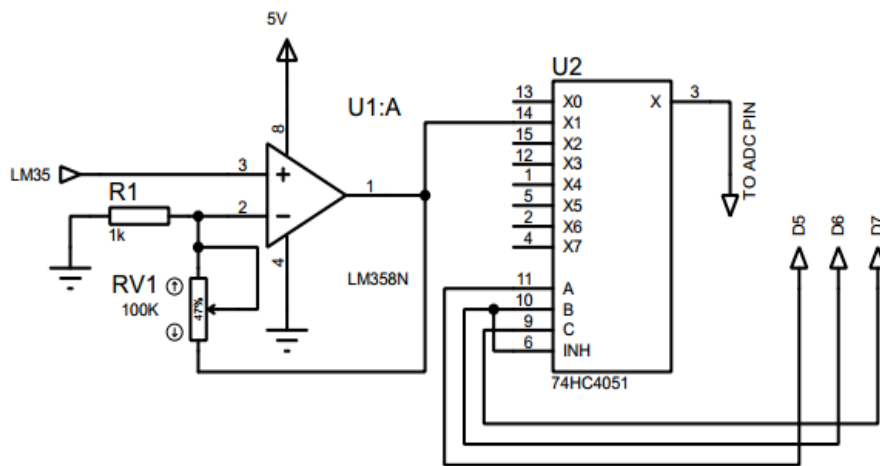 5V
U1:A
8
LM35
3
+
1
2
−
4
LM358N
R1
1k
RV1
100K
47%
U2
13 X0
14 X1
15 X2
12 X3
1 X4
5 X5
2 X6
4 X7
11 A
10 B
9 C
6 INH
X 3
74HC4051
TO ADC PIN
D5
D6
D7